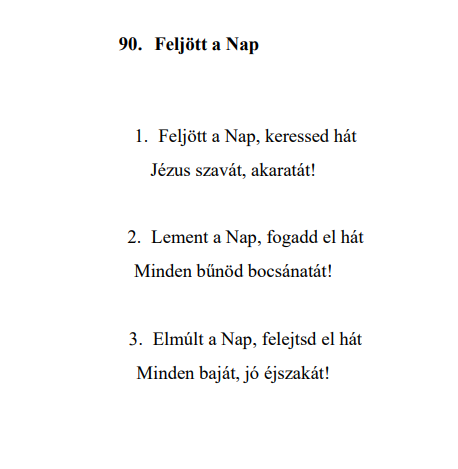 90. Feljött a Nap
1. Feljött a Nap, keressed hát
Jézus szavát, akaratát!
2. Lement a Nap, fogadd el hát
Minden bűnöd bocsánatát!
3. Elmúlt a Nap, felejtsd el hát
Minden baját, jó éjszakát!